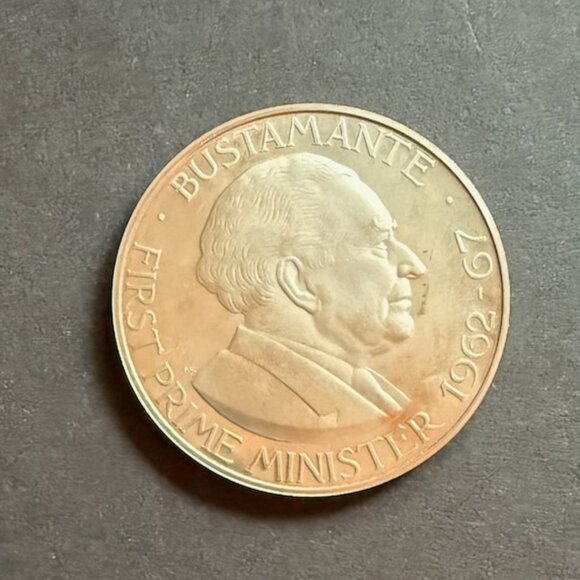 · BUSTAMANTE ·
FIRST PRIME MINISTER 1962-67